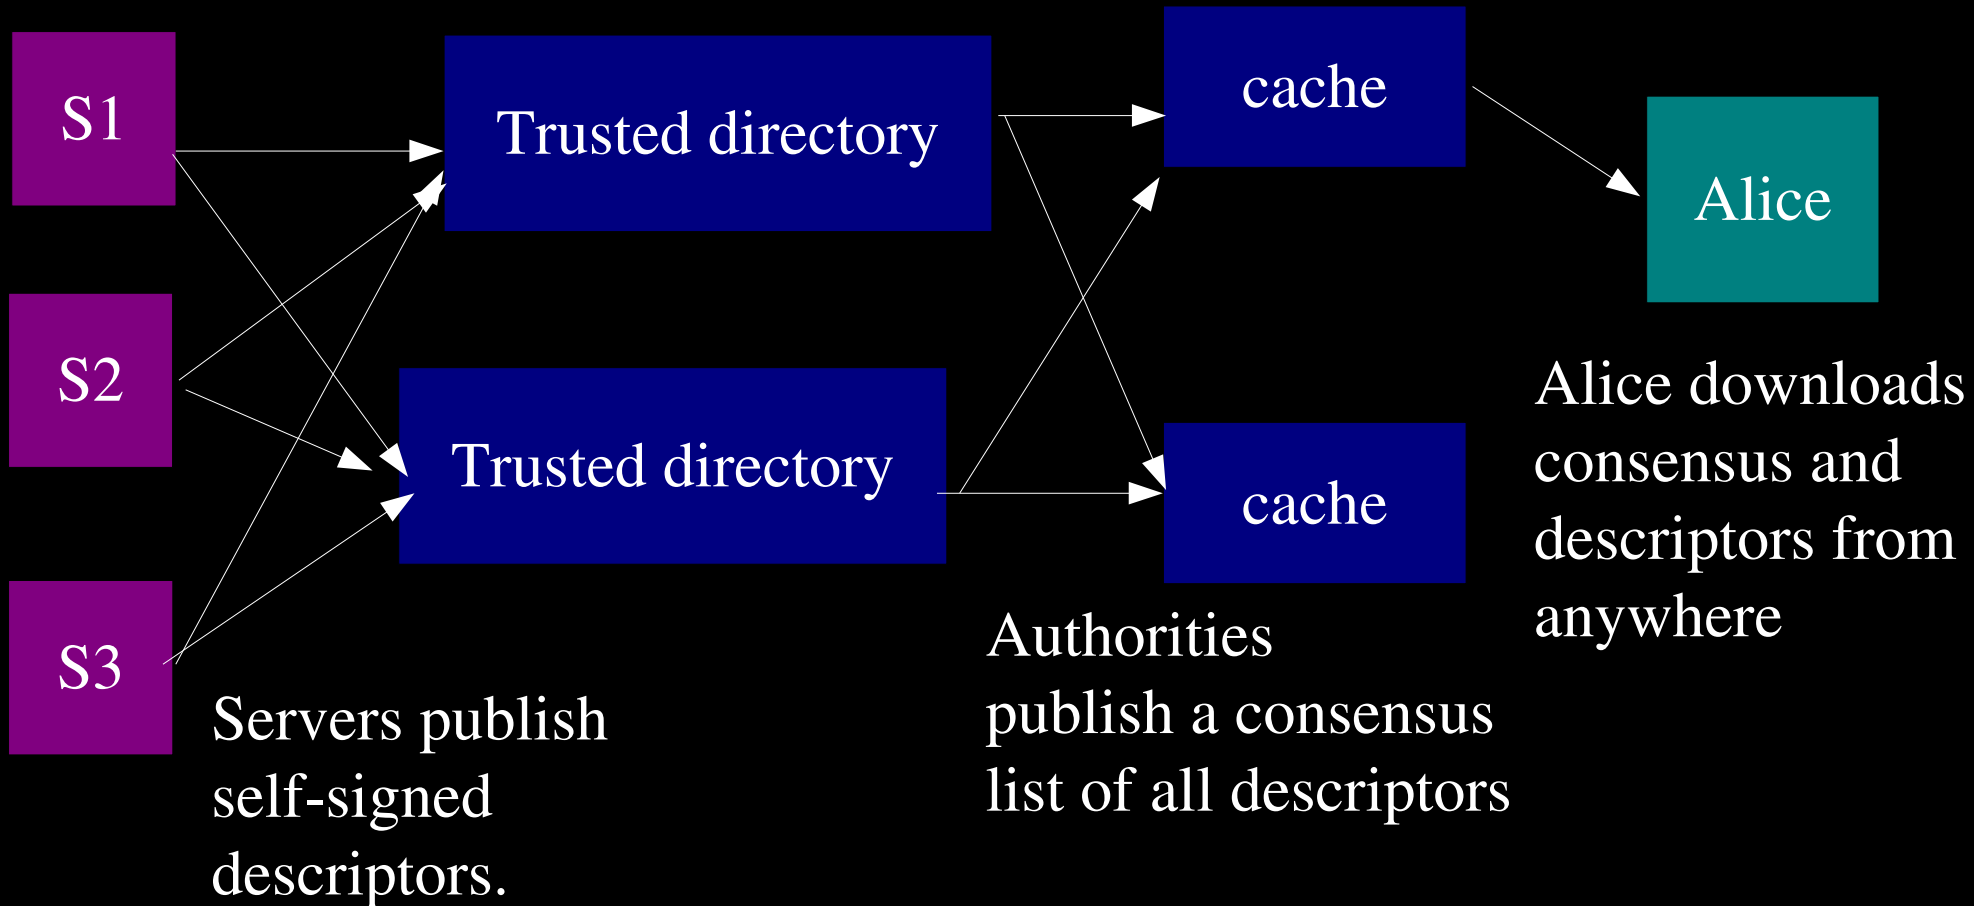 S1
Trusted directory
cache
Alice
S2
Trusted directory
cache
S3
Servers publish
self-signed
descriptors.
Authorities
publish a consensus
list of all descriptors
Alice downloads
consensus and
descriptors from
anywhere